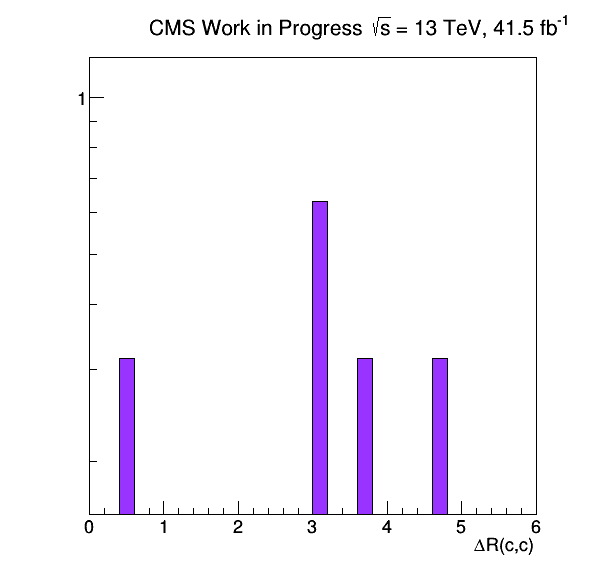 CMS Work in Progress √s = 13 TeV, 41.5 fb⁻¹
1
0 1 2 3 4 5 6
ΔR(c,c)